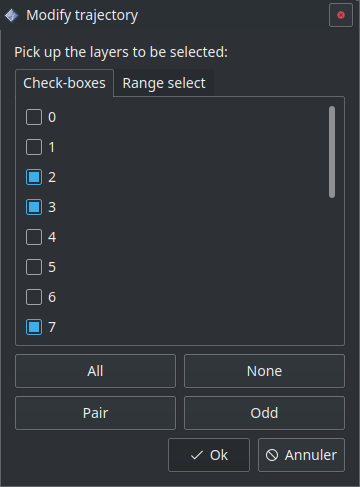 Modify trajectory
Pick up the layers to be selected:
Check-boxes Range select
0
1
2
3
4
5
6
7
All None
Pair Odd
Ok Annuler